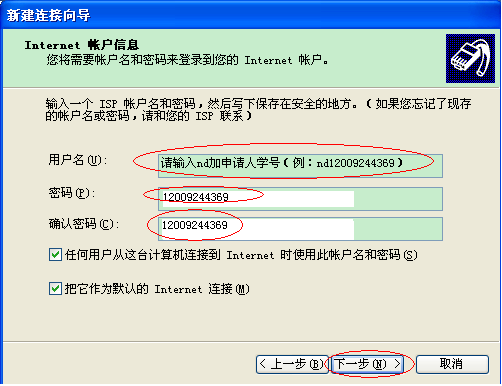 新建连接向导
Internet 帐户信息
您将需要帐户名和密码来登录到您的 Internet 帐户。
输入一个 ISP 帐户名和密码,然后写下保存在安全的地方。(如果您忘记了现存
的帐户名或密码,请和您的 ISP 联系)
用户名(U): 请输入nd加申请人学号(例:nd12009244369)
密码(P): 12009244369
确认密码(C): 12009244369
任何用户从这台计算机连接到 Internet 时使用此帐户名和密码(S)
把它作为默认的 Internet 连接(M)
< 上一步(B) 下一步(N) > 取消